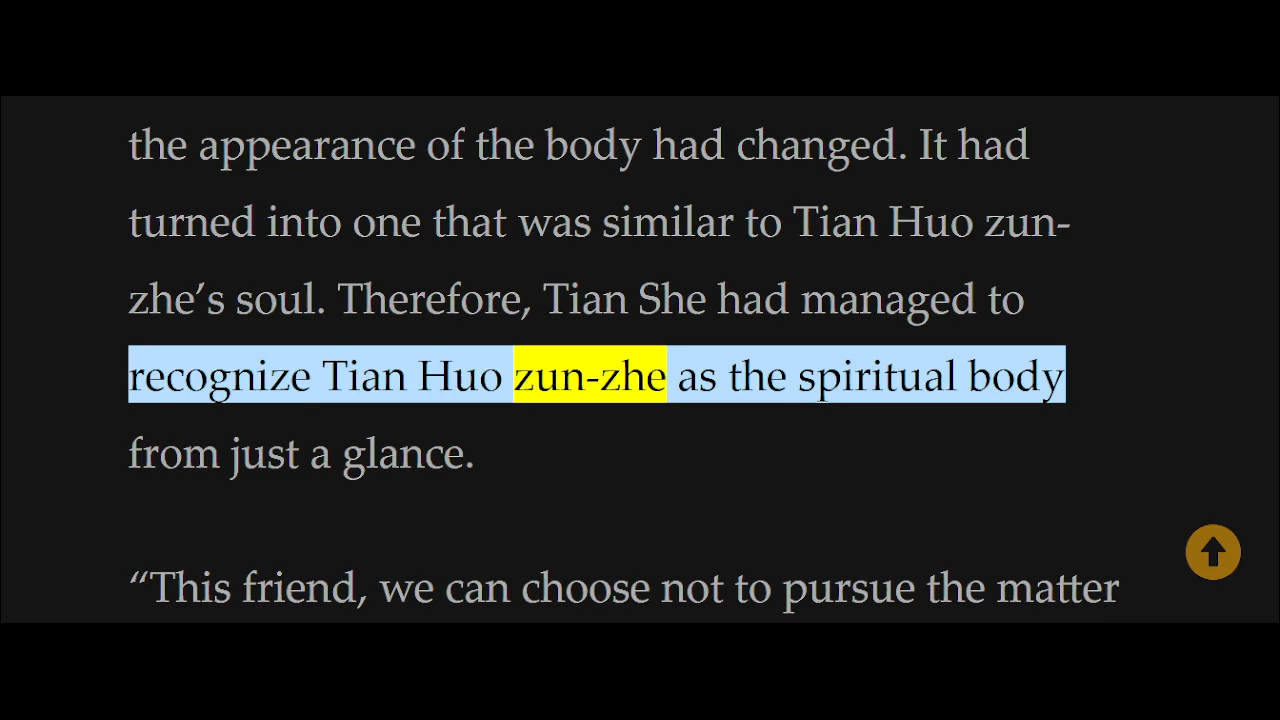 the appearance of the body had changed. It had
turned into one that was similar to Tian Huo zun-
zhe’s soul. Therefore, Tian She had managed to
recognize Tian Huo zun-zhe as the spiritual body
from just a glance.
“This friend, we can choose not to pursue the matter